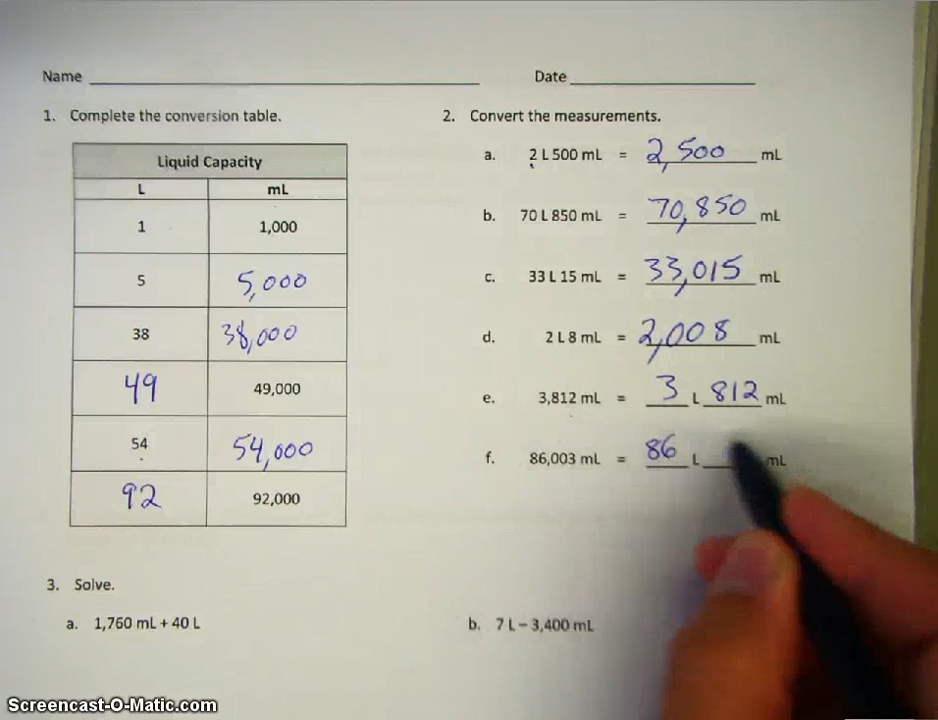 Name Date
1. Complete the conversion table.
Liquid Capacity
L mL
1 1,000
5 5,000
38 38,000
49 49,000
54 54,000
92 92,000
2. Convert the measurements.
a. 2 L 500 mL = 2,500 mL
b. 70 L 850 mL = 70,850 mL
c. 33 L 15 mL = 33,015 mL
d. 2 L 8 mL = 2,008 mL
e. 3,812 mL = 3 L 812 mL
f. 86,003 mL = 86 L mL
3. Solve.
a. 1,760 mL + 40 L
b. 7 L – 3,400 mL
Screencast-O-Matic.com